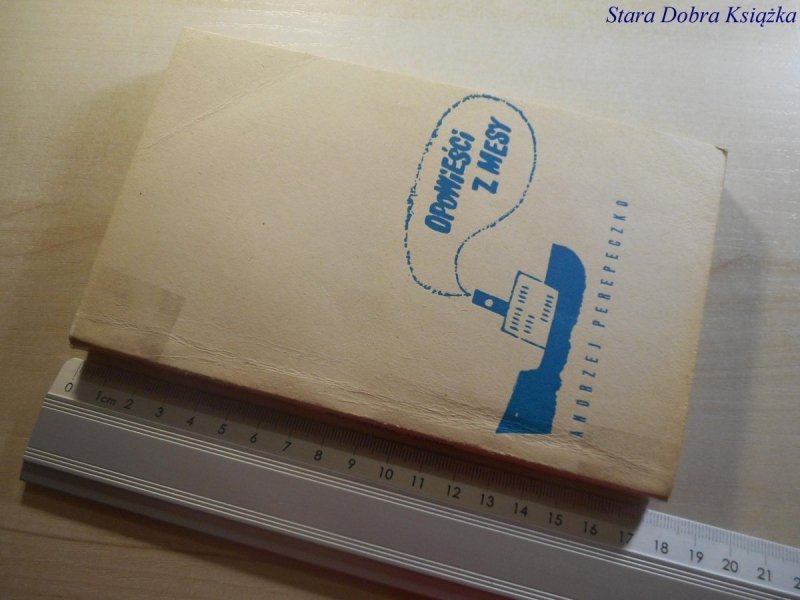 Stara Dobra Książka
OPOWIEŚCI
Z MESY
ANDRZEJ PEREPECZKO
0 1cm 2 3 4 5 6 7 8 9 10 11 12 13 14 15 16 17 18 19 20 21